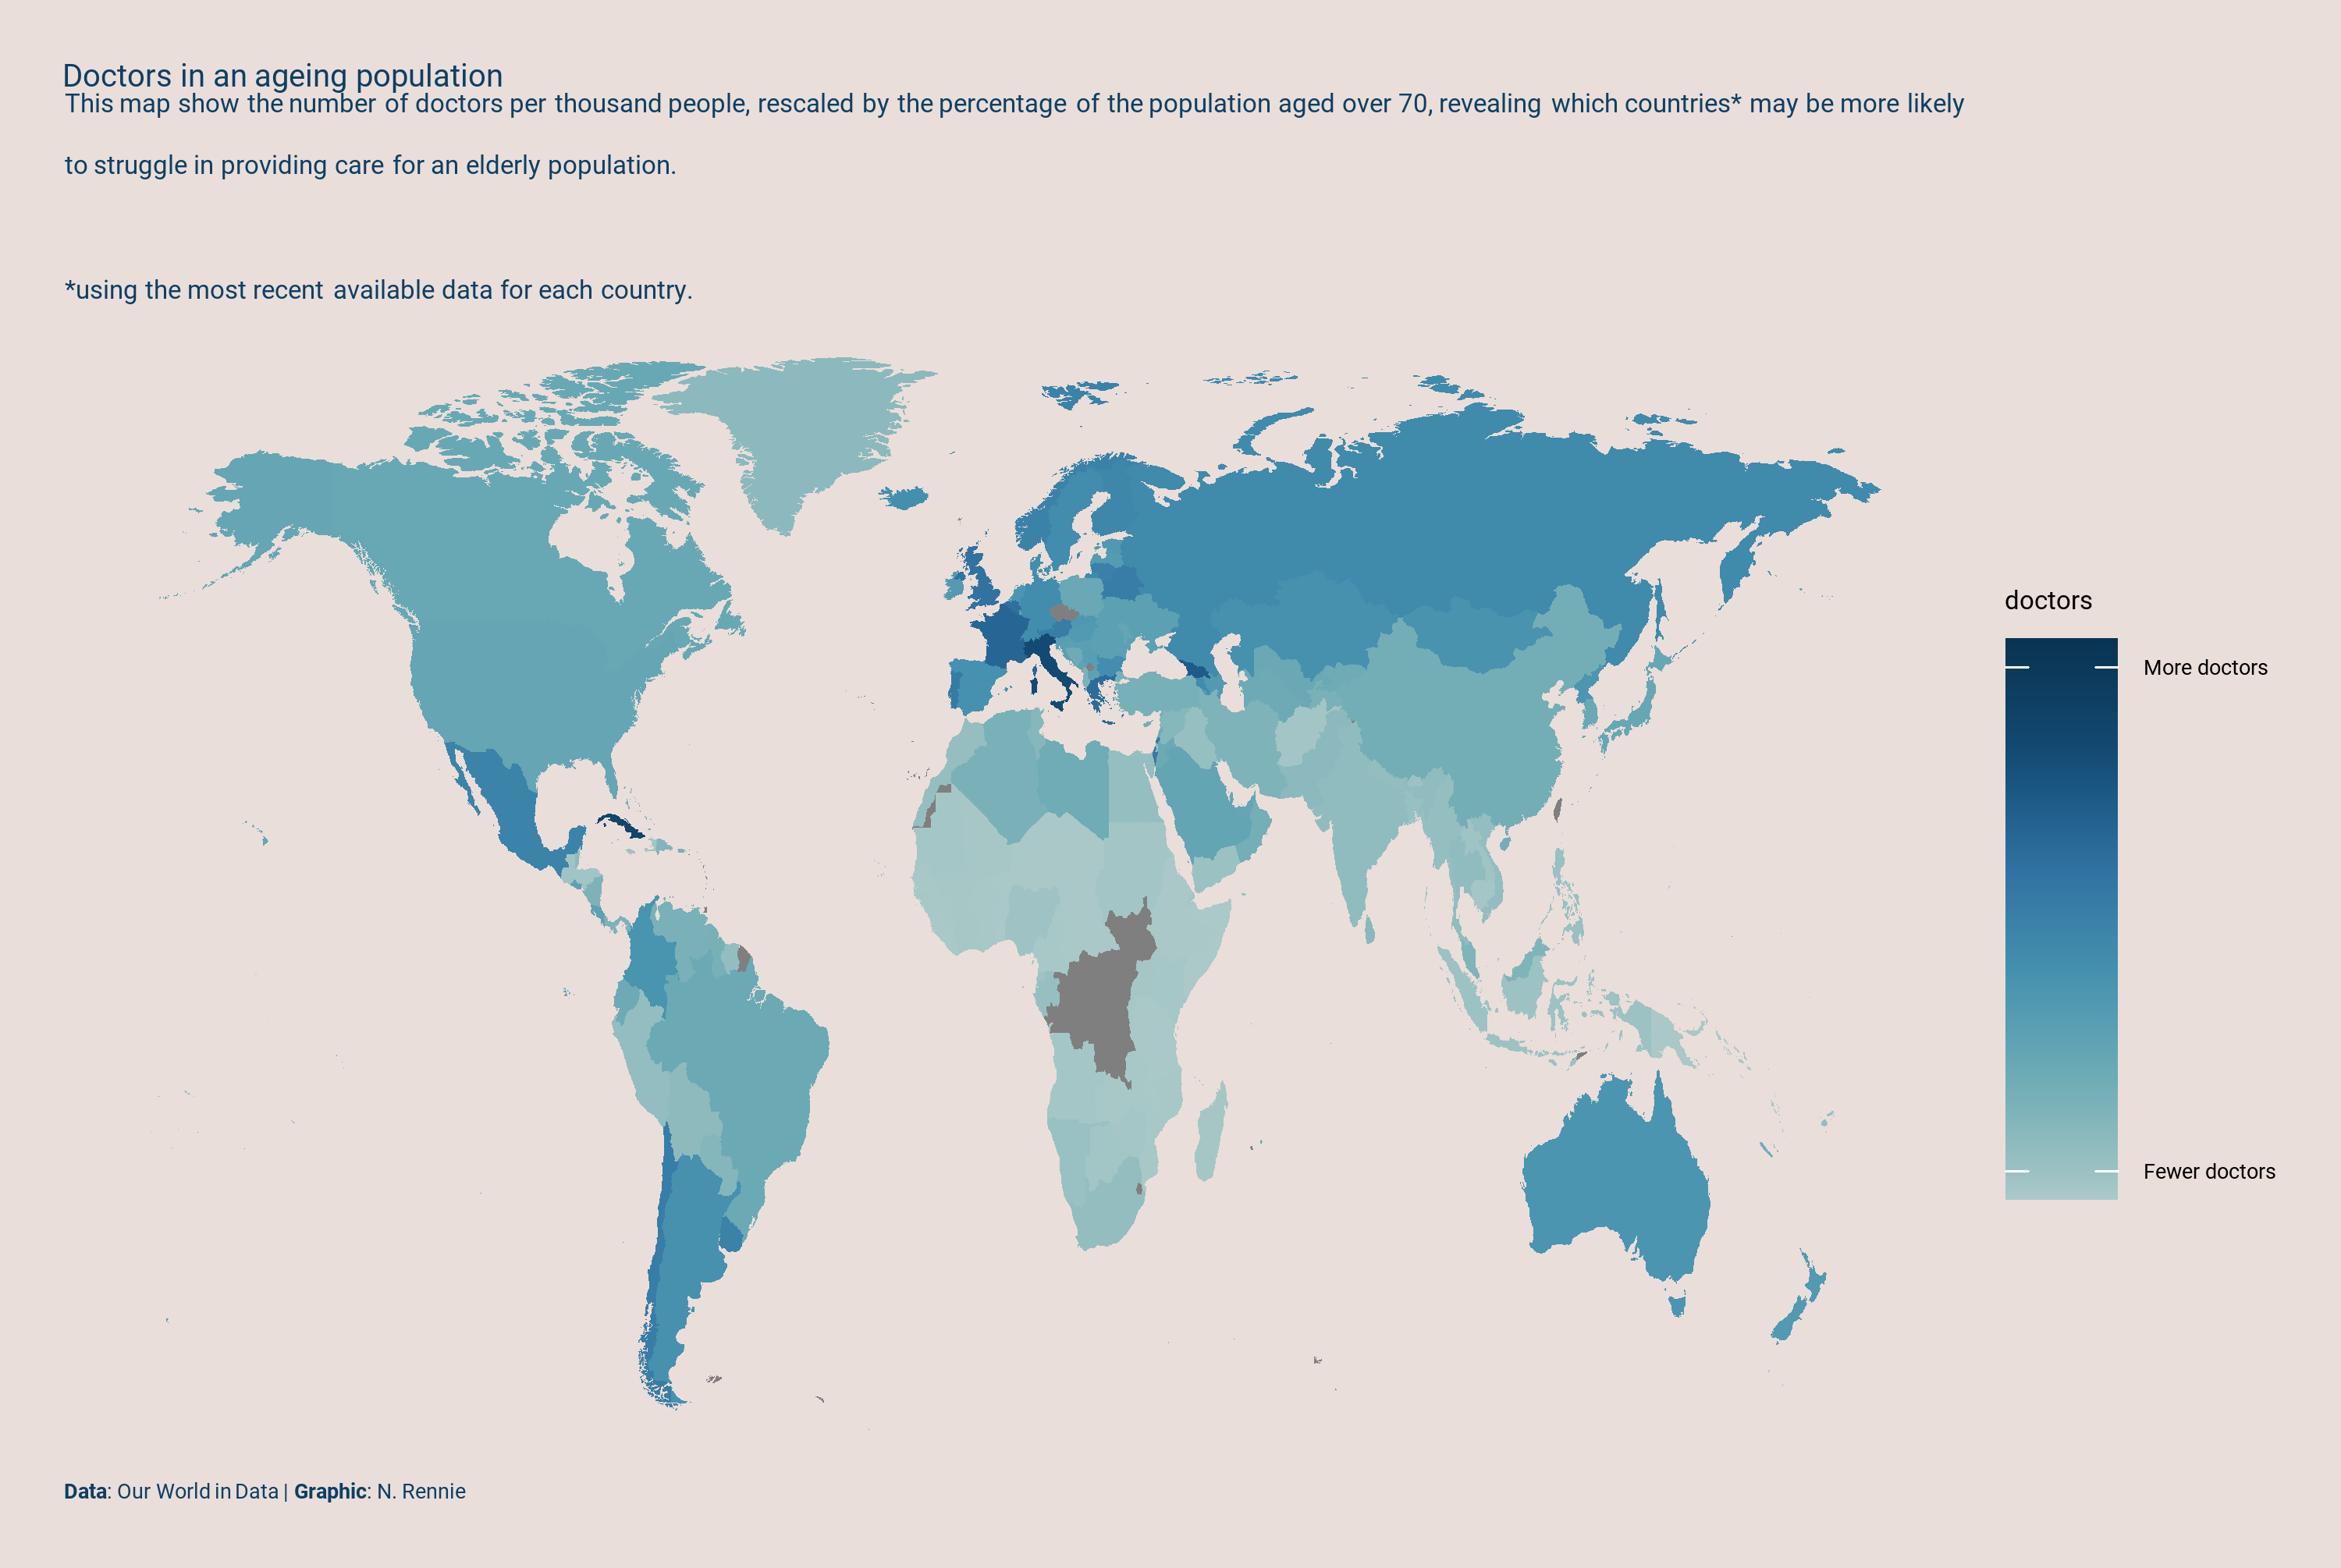 Doctors in an ageing population
This map show the number of doctors per thousand people, rescaled by the percentage of the population aged over 70, revealing which countries* may be more likely
to struggle in providing care for an elderly population.
*using the most recent available data for each country.
doctors
More doctors
Fewer doctors
Data: Our World in Data | Graphic: N. Rennie